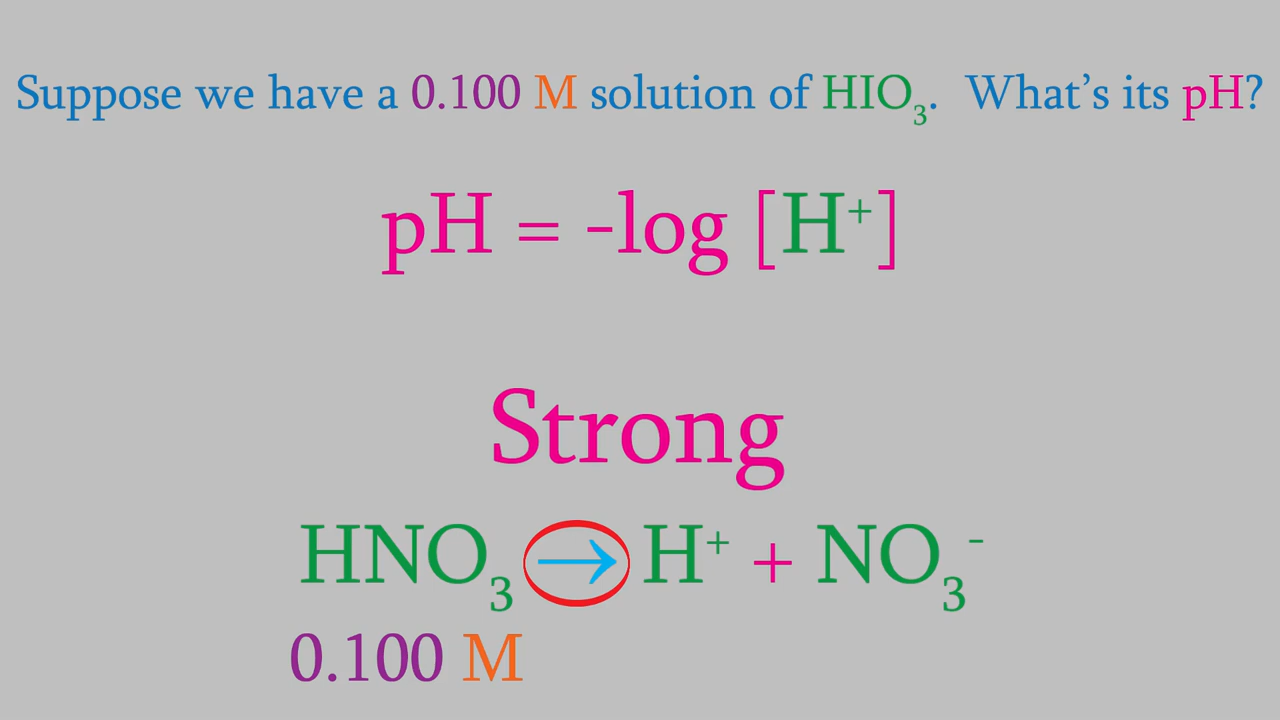 Suppose we have a 0.100 M solution of HIO₃. What's its pH?
pH = -log [H⁺]
Strong
HNO₃ → H⁺ + NO₃⁻
0.100 M